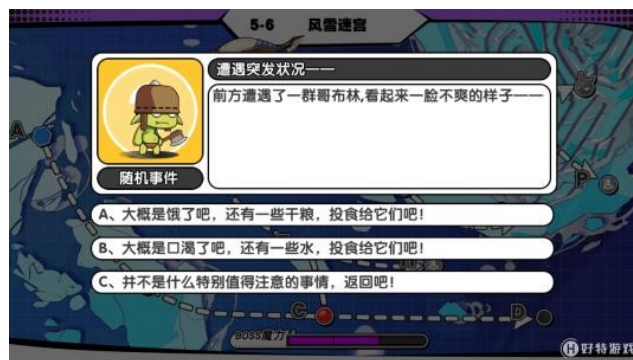 5-6 风雪迷宫
遭遇突发状况——
前方遭遇了一群哥布林,看起来一脸不爽的样子——
随机事件
A、大概是饿了吧，还有一些干粮，投食给它们吧！
B、大概是口渴了吧，还有一些水，投食给它们吧！
C、并不是什么特别值得注意的事情，返回吧！
A
P
C
D
BOSS魔力
好特游戏